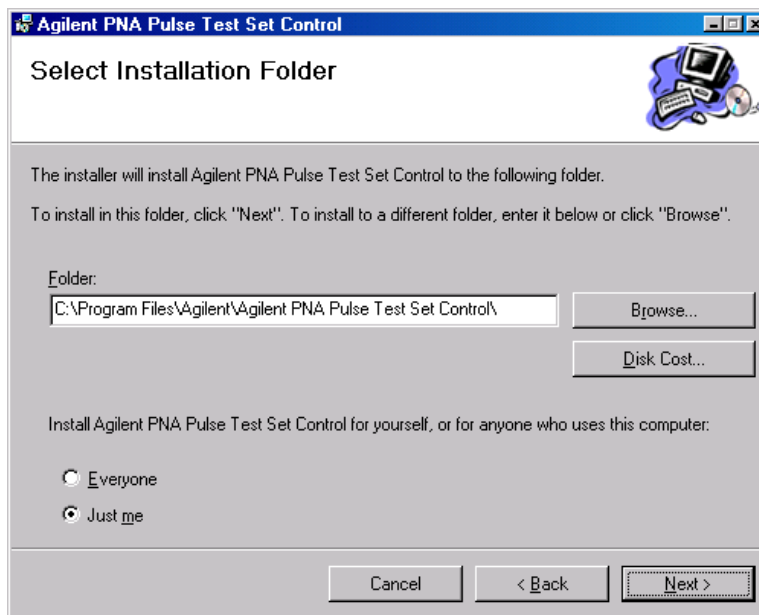 Agilent PNA Pulse Test Set Control
Select Installation Folder
The installer will install Agilent PNA Pulse Test Set Control to the following folder.
To install in this folder, click "Next". To install to a different folder, enter it below or click "Browse".
Folder:
C:\Program Files\Agilent\Agilent PNA Pulse Test Set Control\
Browse...
Disk Cost...
Install Agilent PNA Pulse Test Set Control for yourself, or for anyone who uses this computer:
Everyone
Just me
Cancel
< Back
Next >